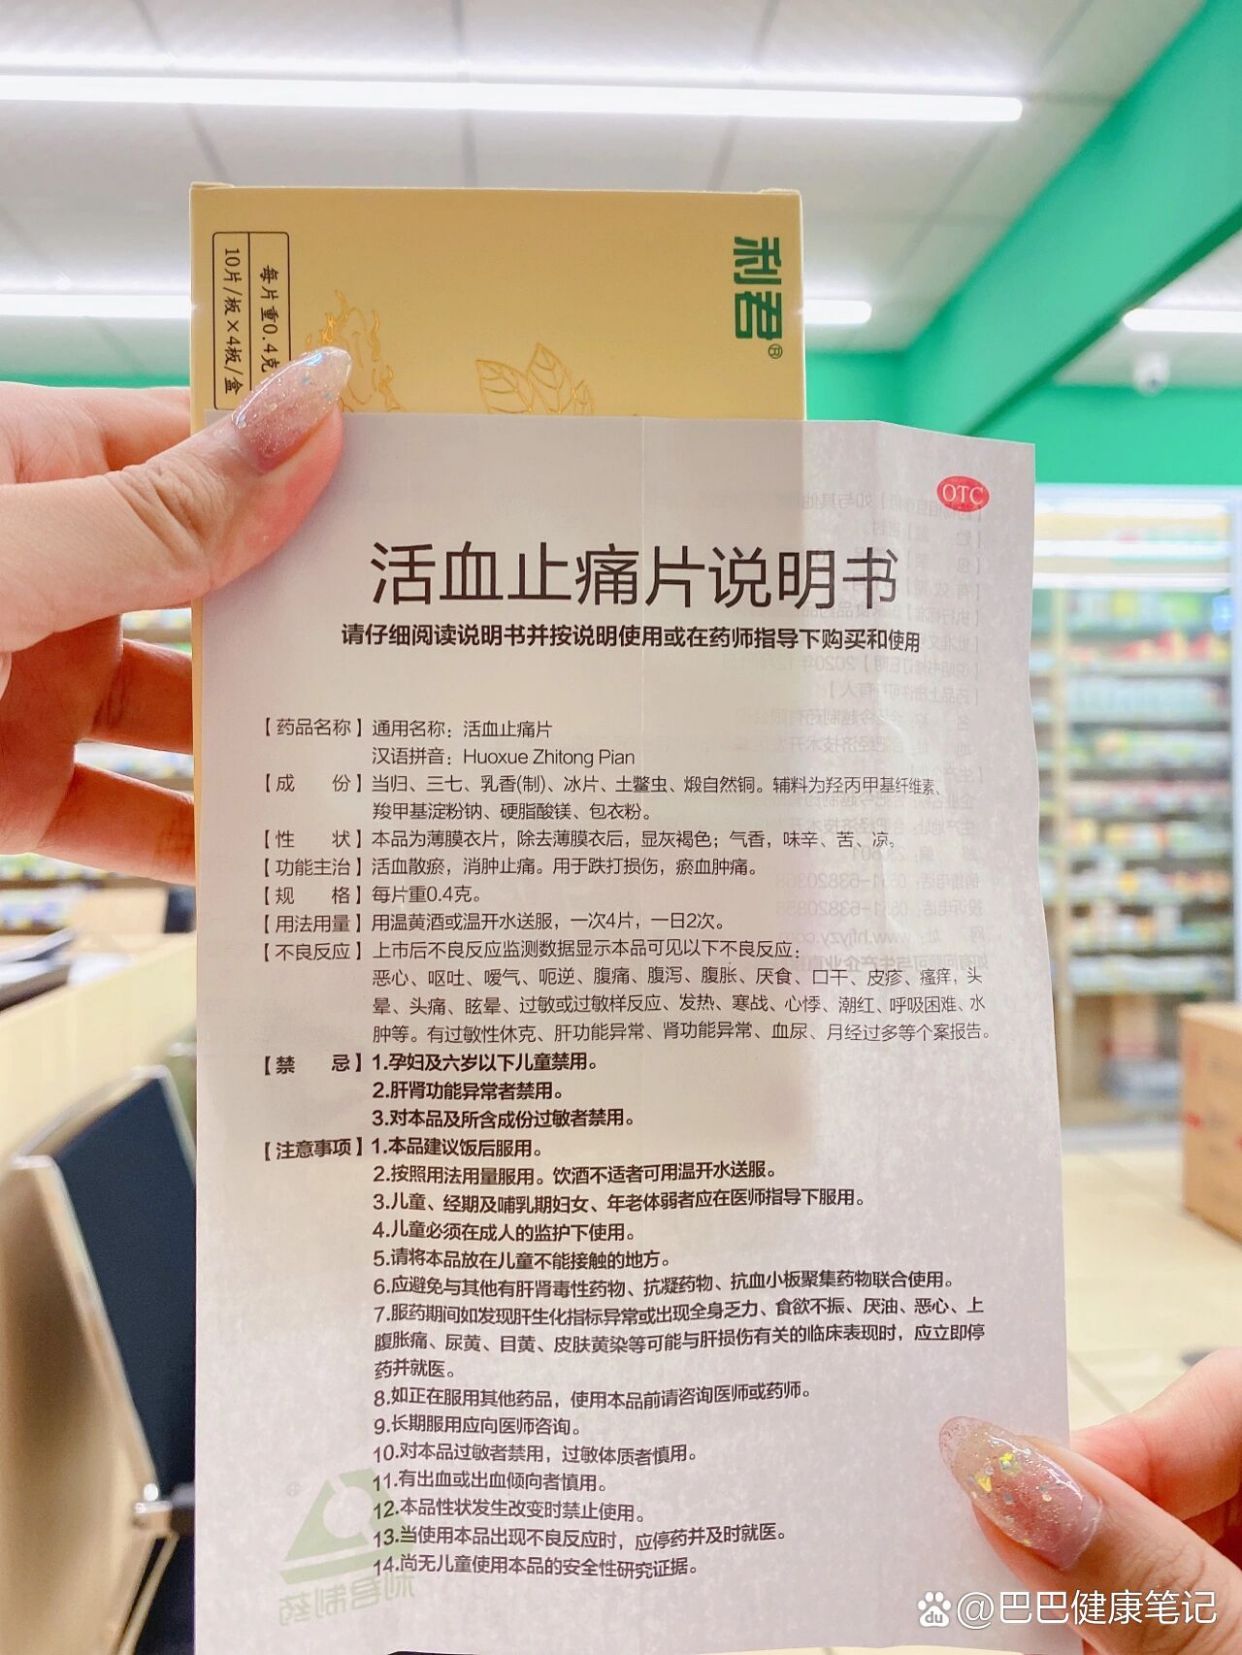 利君®
每片重0.4克
10片/板×4板/盒
OTC
活血止痛片说明书
请仔细阅读说明书并按说明使用或在药师指导下购买和使用
【药品名称】通用名称：活血止痛片
汉语拼音：Huoxue Zhitong Pian
【成　份】当归、三七、乳香(制)、冰片、土鳖虫、煅自然铜。辅料为羟丙甲基纤维素、
羧甲基淀粉钠、硬脂酸镁、包衣粉。
【性　状】本品为薄膜衣片，除去薄膜衣后，显灰褐色；气香，味辛、苦、凉。
【功能主治】活血散瘀，消肿止痛。用于跌打损伤，瘀血肿痛。
【规　格】每片重0.4克。
【用法用量】用温黄酒或温开水送服，一次4片，一日2次。
【不良反应】上市后不良反应监测数据显示本品可见以下不良反应：
恶心、呕吐、嗳气、呃逆、腹痛、腹泻、腹胀、厌食、口干、皮疹、瘙痒，头
晕、头痛、眩晕、过敏或过敏样反应、发热、寒战、心悸、潮红、呼吸困难、水
肿等。有过敏性休克、肝功能异常、肾功能异常、血尿、月经过多等个案报告。
【禁　忌】1.孕妇及六岁以下儿童禁用。
2.肝肾功能异常者禁用。
3.对本品及所含成份过敏者禁用。
【注意事项】1.本品建议饭后服用。
2.按照用法用量服用。饮酒不适者可用温开水送服。
3.儿童、经期及哺乳期妇女、年老体弱者应在医师指导下服用。
4.儿童必须在成人的监护下使用。
5.请将本品放在儿童不能接触的地方。
6.应避免与其他有肝肾毒性药物、抗凝药物、抗血小板聚集药物联合使用。
7.服药期间如发现肝生化指标异常或出现全身乏力、食欲不振、厌油、恶心、上
腹胀痛、尿黄、目黄、皮肤黄染等可能与肝损伤有关的临床表现时，应立即停
药并就医。
8.如正在服用其他药品，使用本品前请咨询医师或药师。
9.长期服用应向医师咨询。
10.对本品过敏者禁用，过敏体质者慎用。
11.有出血或出血倾向者慎用。
12.本品性状发生改变时禁止使用。
13.当使用本品出现不良反应时，应停药并及时就医。
14.尚无儿童使用本品的安全性研究证据。
利君制药
du @巴巴健康笔记